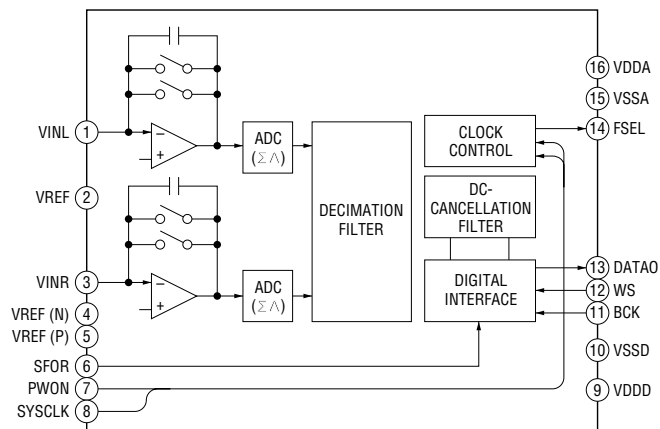 VINL 1
VREF 2
VINR 3
VREF (N) 4
VREF (P) 5
SFOR 6
PWON 7
SYSCLK 8
−
+
ADC
(ΣΛ)
−
+
ADC
(ΣΛ)
DECIMATION
FILTER
CLOCK
CONTROL
DC-
CANCELLATION
FILTER
DIGITAL
INTERFACE
16 VDDA
15 VSSA
14 FSEL
13 DATAO
12 WS
11 BCK
10 VSSD
9 VDDD